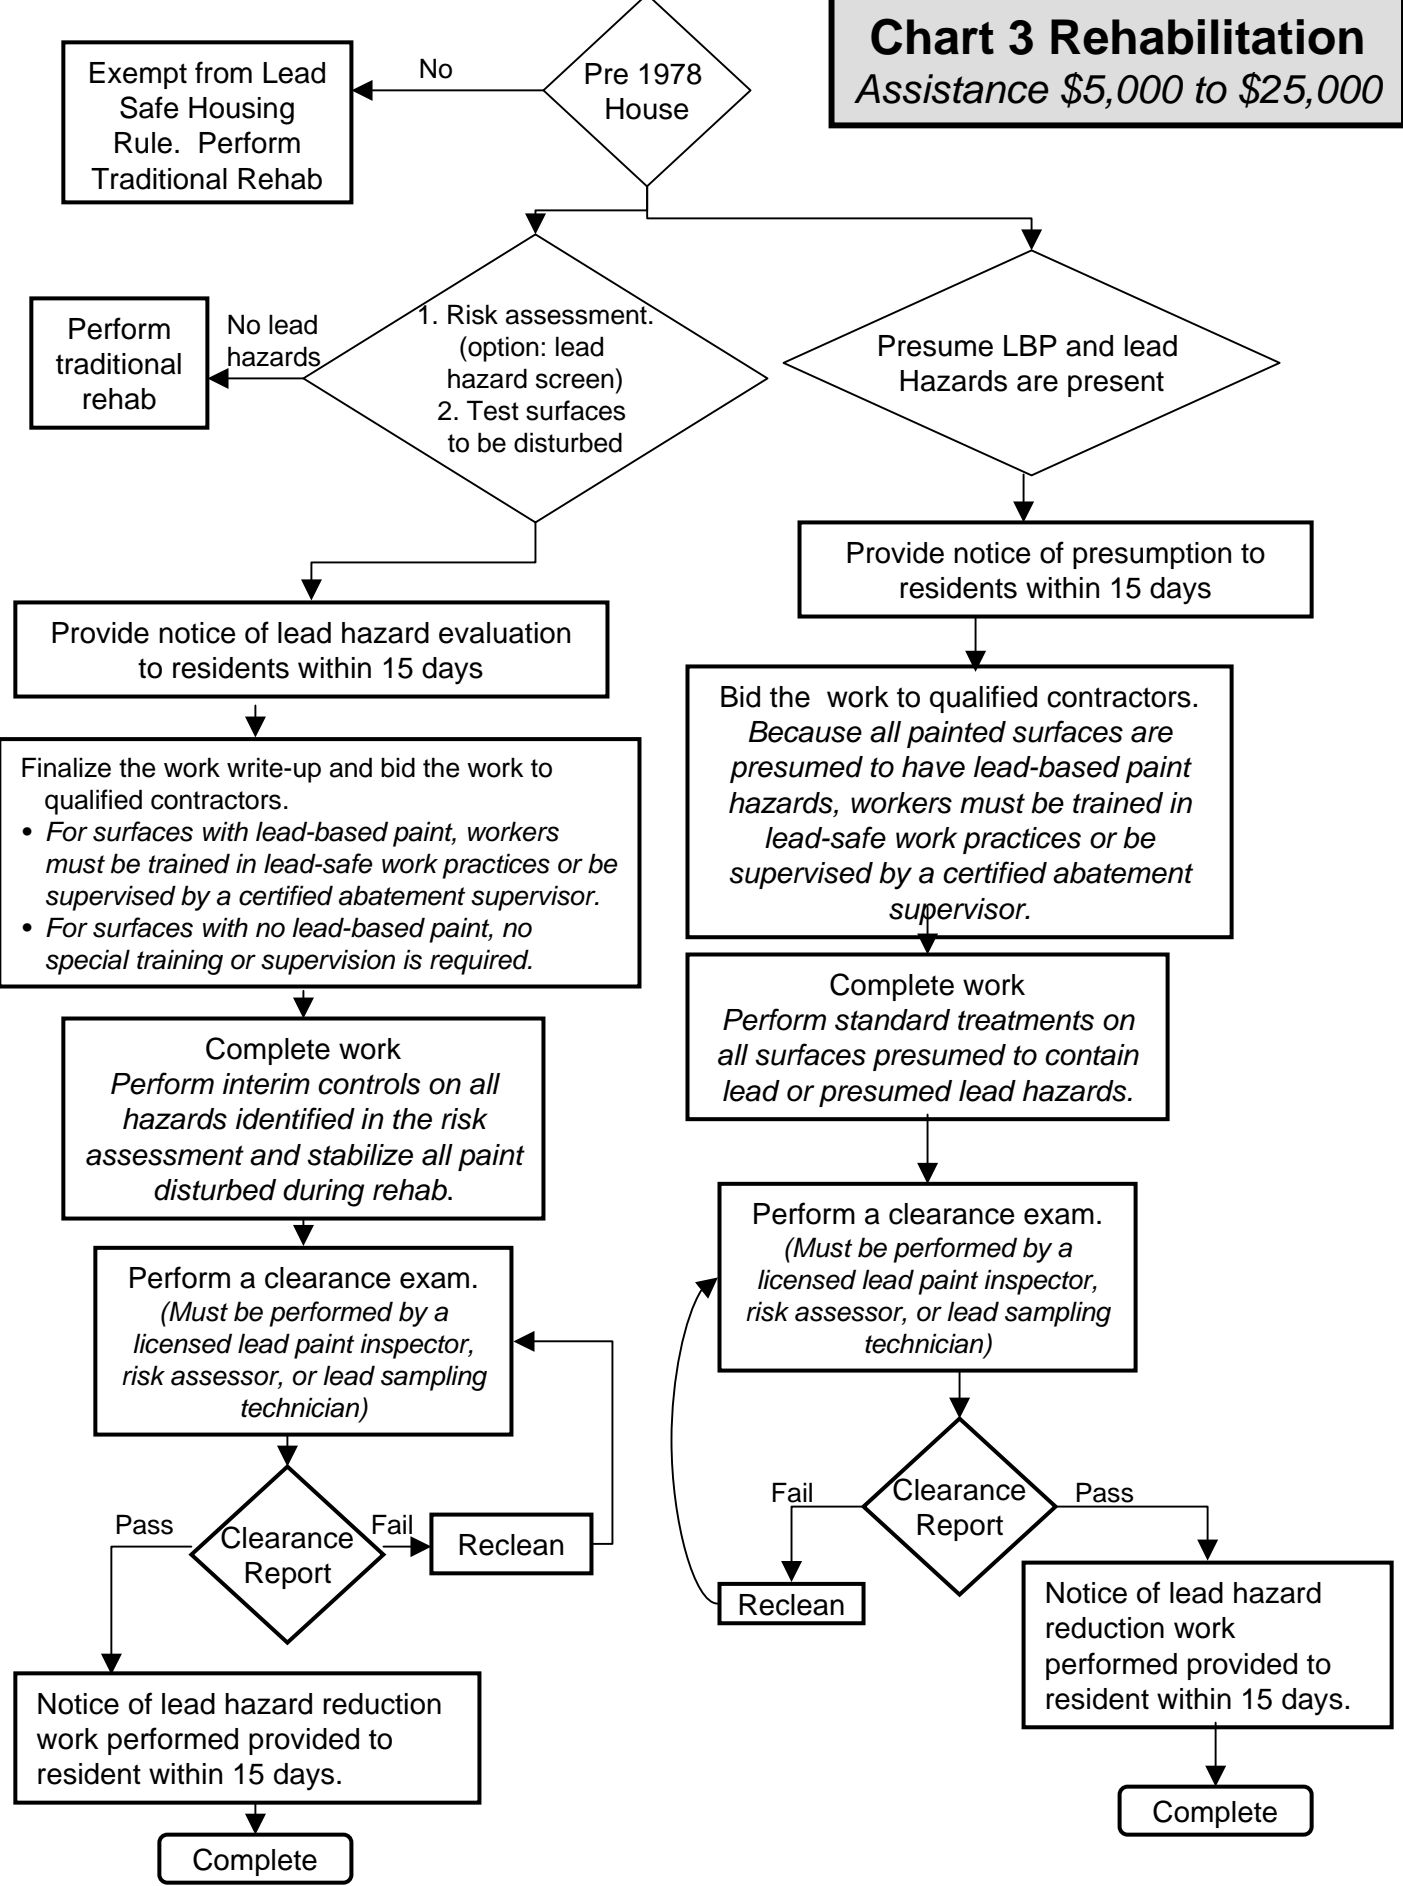 Chart 3 Rehabilitation
Assistance $5,000 to $25,000
Pre 1978
House
No
Exempt from Lead
Safe Housing
Rule.  Perform
Traditional Rehab
1. Risk assessment.
(option: lead
hazard screen)
2. Test surfaces
to be disturbed
No lead
hazards
Perform
traditional
rehab
Presume LBP and lead
Hazards are present
Provide notice of lead hazard evaluation
to residents within 15 days
Finalize the work write-up and bid the work to
qualified contractors.
• For surfaces with lead-based paint, workers
must be trained in lead-safe work practices or be
supervised by a certified abatement supervisor.
• For surfaces with no lead-based paint, no
special training or supervision is required.
Complete work
Perform interim controls on all
hazards identified in the risk
assessment and stabilize all paint
disturbed during rehab.
Perform a clearance exam.
(Must be performed by a
licensed lead paint inspector,
risk assessor, or lead sampling
technician)
Clearance
Report
Pass
Fail
Reclean
Notice of lead hazard reduction
work performed provided to
resident within 15 days.
Complete
Provide notice of presumption to
residents within 15 days
Bid the  work to qualified contractors.
Because all painted surfaces are
presumed to have lead-based paint
hazards, workers must be trained in
lead-safe work practices or be
supervised by a certified abatement
supervisor.
Complete work
Perform standard treatments on
all surfaces presumed to contain
lead or presumed lead hazards.
Perform a clearance exam.
(Must be performed by a
licensed lead paint inspector,
risk assessor, or lead sampling
technician)
Clearance
Report
Fail
Pass
Reclean
Notice of lead hazard
reduction work
performed provided to
resident within 15 days.
Complete